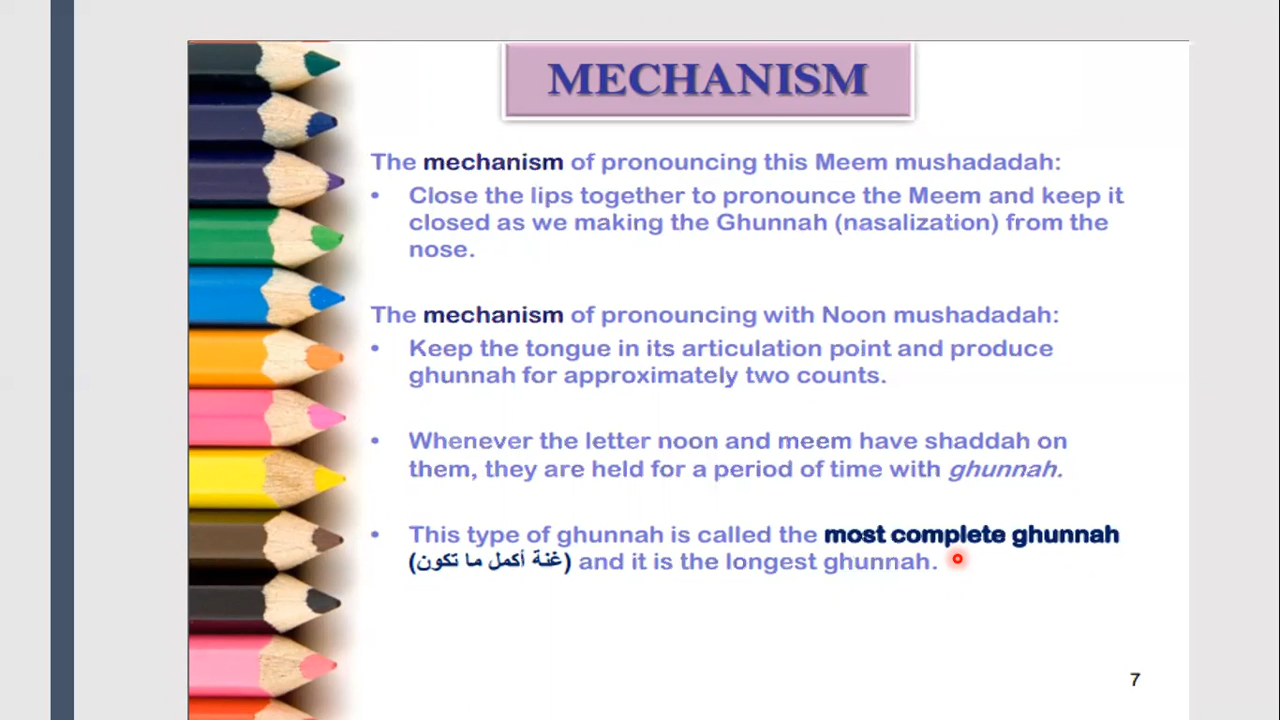 MECHANISM
The mechanism of pronouncing this Meem mushadadah:
• Close the lips together to pronounce the Meem and keep it
closed as we making the Ghunnah (nasalization) from the
nose.
The mechanism of pronouncing with Noon mushadadah:
• Keep the tongue in its articulation point and produce
ghunnah for approximately two counts.
• Whenever the letter noon and meem have shaddah on
them, they are held for a period of time with ghunnah.
• This type of ghunnah is called the most complete ghunnah
(غنة أكمل ما تكون) and it is the longest ghunnah.
7